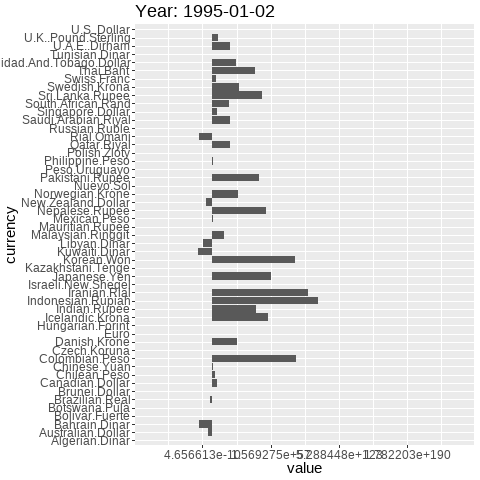 Year: 1995-01-02
U.S. Dollar
U.K. Pound Sterling
U.A.E. Dirham
Tunisian.Dinar
idad.And.Tobago.Dollar
Thai.Baht
Swiss.Franc
Swedish.Krona
Sri.Lanka.Rupee
South.African.Rand
Singapore.Dollar
Saudi.Arabian.Riyal
Russian.Ruble
Rial.Omani
Qatar.Riyal
Polish.Zloty
Philippine.Peso
Peso.Uruguayo
Pakistani.Rupee
Nuevo.Sol
Norwegian.Krone
New.Zealand.Dollar
Nepalese.Rupee
Mexican.Peso
Mauritian.Rupee
Malaysian.Ringgit
Libyan.Dinar
Kuwaiti.Dinar
Korean.Won
Kazakhstani.Tenge
Japanese.Yen
Israeli.New.Shegel
Iranian.Rial
Indonesian.Rupiah
Indian.Rupee
Icelandic.Krona
Hungarian.Forint
Euro
Danish.Krone
Czech.Koruna
Colombian.Peso
Chinese.Yuan
Chilean.Peso
Canadian.Dollar
Brunei.Dollar
Brazilian.Real
Botswana.Pula
Bolivar.Fuerte
Bahrain.Dinar
Australian.Dollar
Algerian.Dinar
currency
value